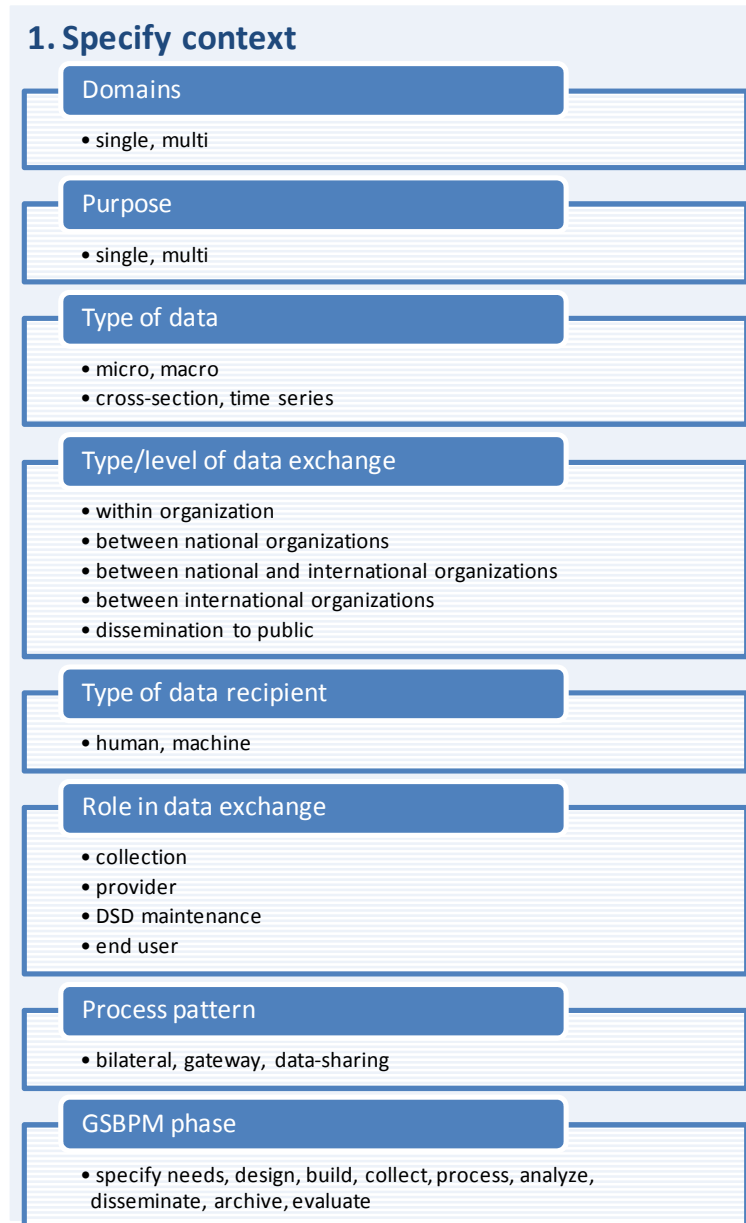 1. Specify context
Domains
• single, multi
Purpose
• single, multi
Type of data
• micro, macro
• cross-section, time series
Type/level of data exchange
• within organization
• between national organizations
• between national and international organizations
• between international organizations
• dissemination to public
Type of data recipient
• human, machine
Role in data exchange
• collection
• provider
• DSD maintenance
• end user
Process pattern
• bilateral, gateway, data-sharing
GSBPM phase
• specify needs, design, build, collect, process, analyze,
disseminate, archive, evaluate